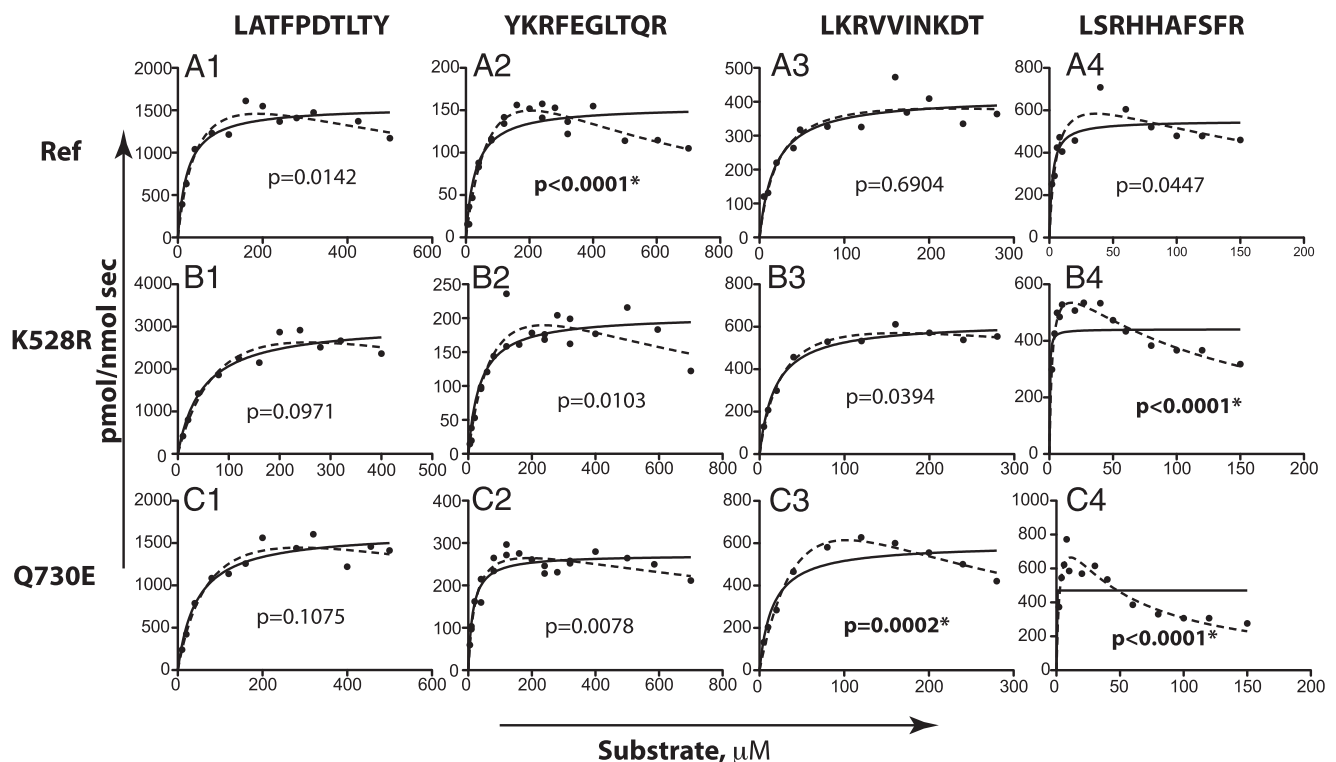 LATFPDTLTY YKRFEGLTQR LKRVVINKDT LSRHHAFSFR
Ref
K528R
Q730E
pmol/nmol sec
A1
2000
1500
1000
500
0
0 200 400 600
p=0.0142
A2
200
150
100
50
0
0 200 400 600 800
p<0.0001*
A3
500
400
300
200
100
0
0 100 200 300
p=0.6904
A4
800
600
400
200
0
0 50 100 150 200
p=0.0447
B1
4000
3000
2000
1000
0
0 100 200 300 400 500
p=0.0971
B2
250
200
150
100
50
0
0 200 400 600 800
p=0.0103
B3
800
600
400
200
0
0 100 200 300
p=0.0394
B4
600
400
200
0
0 50 100 150 200
p<0.0001*
C1
2000
1500
1000
500
0
0 200 400 600
p=0.1075
C2
400
300
200
100
0
0 200 400 600 800
p=0.0078
C3
800
600
400
200
0
0 100 200 300
p=0.0002*
C4
1000
800
600
400
200
0
0 50 100 150 200
p<0.0001*
Substrate, μM